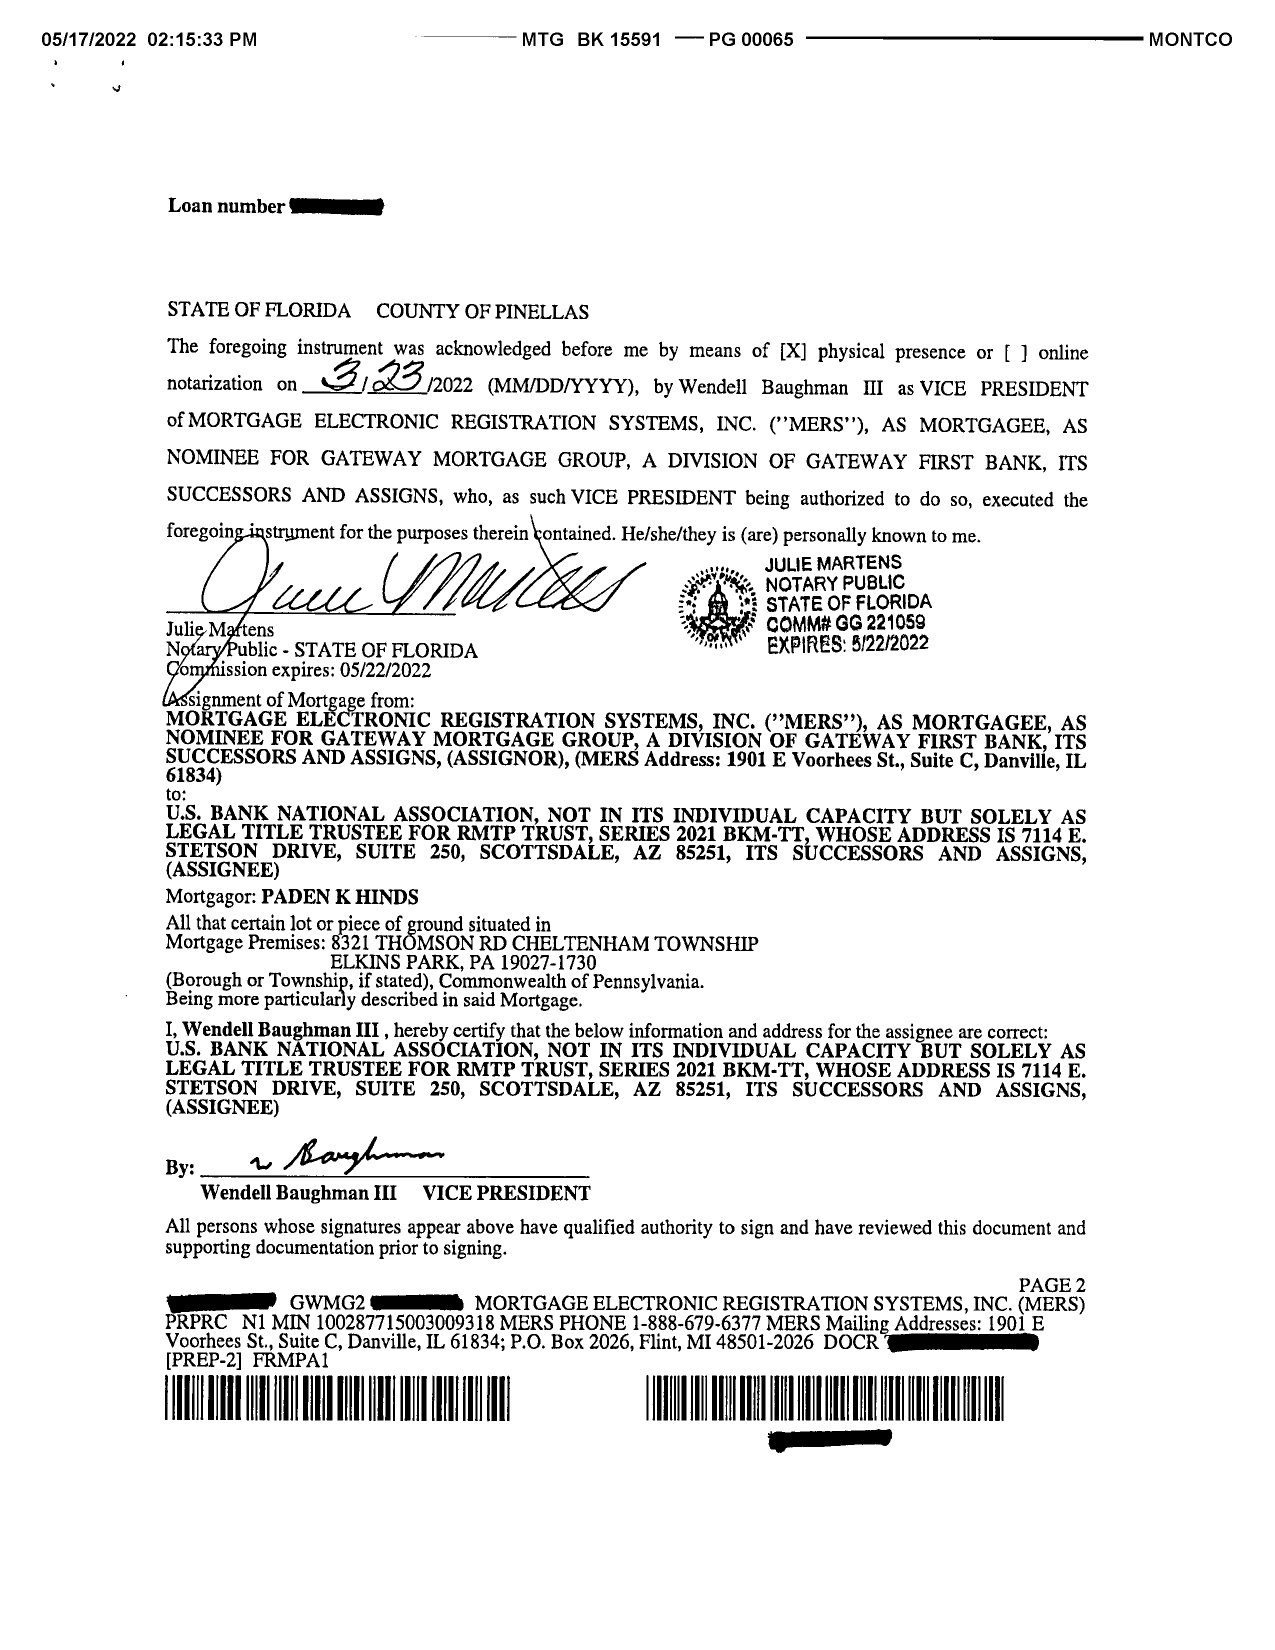 05/17/2022 02:15:33 PM MTG BK 15591 PG 00065 MONTCO
Loan number
STATE OF FLORIDA COUNTY OF PINELLAS
The foregoing instrument was acknowledged before me by means of [X] physical presence or [ ] online
notarization on 3/23/2022 (MM/DD/YYYY), by Wendell Baughman III as VICE PRESIDENT
of MORTGAGE ELECTRONIC REGISTRATION SYSTEMS, INC. ("MERS"), AS MORTGAGEE, AS
NOMINEE FOR GATEWAY MORTGAGE GROUP, A DIVISION OF GATEWAY FIRST BANK, ITS
SUCCESSORS AND ASSIGNS, who, as such VICE PRESIDENT being authorized to do so, executed the
foregoing instrument for the purposes therein contained. He/she/they is (are) personally known to me.
Julie Martens
JULIE MARTENS
NOTARY PUBLIC
STATE OF FLORIDA
COMM# GG 221059
EXPIRES: 5/22/2022
Julie Martens
Notary Public - STATE OF FLORIDA
Commission expires: 05/22/2022
Assignment of Mortgage from:
MORTGAGE ELECTRONIC REGISTRATION SYSTEMS, INC. ("MERS"), AS MORTGAGEE, AS
NOMINEE FOR GATEWAY MORTGAGE GROUP, A DIVISION OF GATEWAY FIRST BANK, ITS
SUCCESSORS AND ASSIGNS, (ASSIGNOR), (MERS Address: 1901 E Voorhees St., Suite C, Danville, IL
61834)
to:
U.S. BANK NATIONAL ASSOCIATION, NOT IN ITS INDIVIDUAL CAPACITY BUT SOLELY AS
LEGAL TITLE TRUSTEE FOR RMTP TRUST, SERIES 2021 BKM-TT, WHOSE ADDRESS IS 7114 E.
STETSON DRIVE, SUITE 250, SCOTTSDALE, AZ 85251, ITS SUCCESSORS AND ASSIGNS,
(ASSIGNEE)
Mortgagor: PADEN K HINDS
All that certain lot or piece of ground situated in
Mortgage Premises: 8321 THOMSON RD CHELTENHAM TOWNSHIP
ELKINS PARK, PA 19027-1730
(Borough or Township, if stated), Commonwealth of Pennsylvania.
Being more particularly described in said Mortgage.
I, Wendell Baughman III , hereby certify that the below information and address for the assignee are correct:
U.S. BANK NATIONAL ASSOCIATION, NOT IN ITS INDIVIDUAL CAPACITY BUT SOLELY AS
LEGAL TITLE TRUSTEE FOR RMTP TRUST, SERIES 2021 BKM-TT, WHOSE ADDRESS IS 7114 E.
STETSON DRIVE, SUITE 250, SCOTTSDALE, AZ 85251, ITS SUCCESSORS AND ASSIGNS,
(ASSIGNEE)
By: W Baughman
Wendell Baughman III VICE PRESIDENT
All persons whose signatures appear above have qualified authority to sign and have reviewed this document and
supporting documentation prior to signing.
PAGE 2
GWMG2 MORTGAGE ELECTRONIC REGISTRATION SYSTEMS, INC. (MERS)
PRPRC N1 MIN 100287715003009318 MERS PHONE 1-888-679-6377 MERS Mailing Addresses: 1901 E
Voorhees St., Suite C, Danville, IL 61834; P.O. Box 2026, Flint, MI 48501-2026 DOCR
[PREP-2] FRMPA1